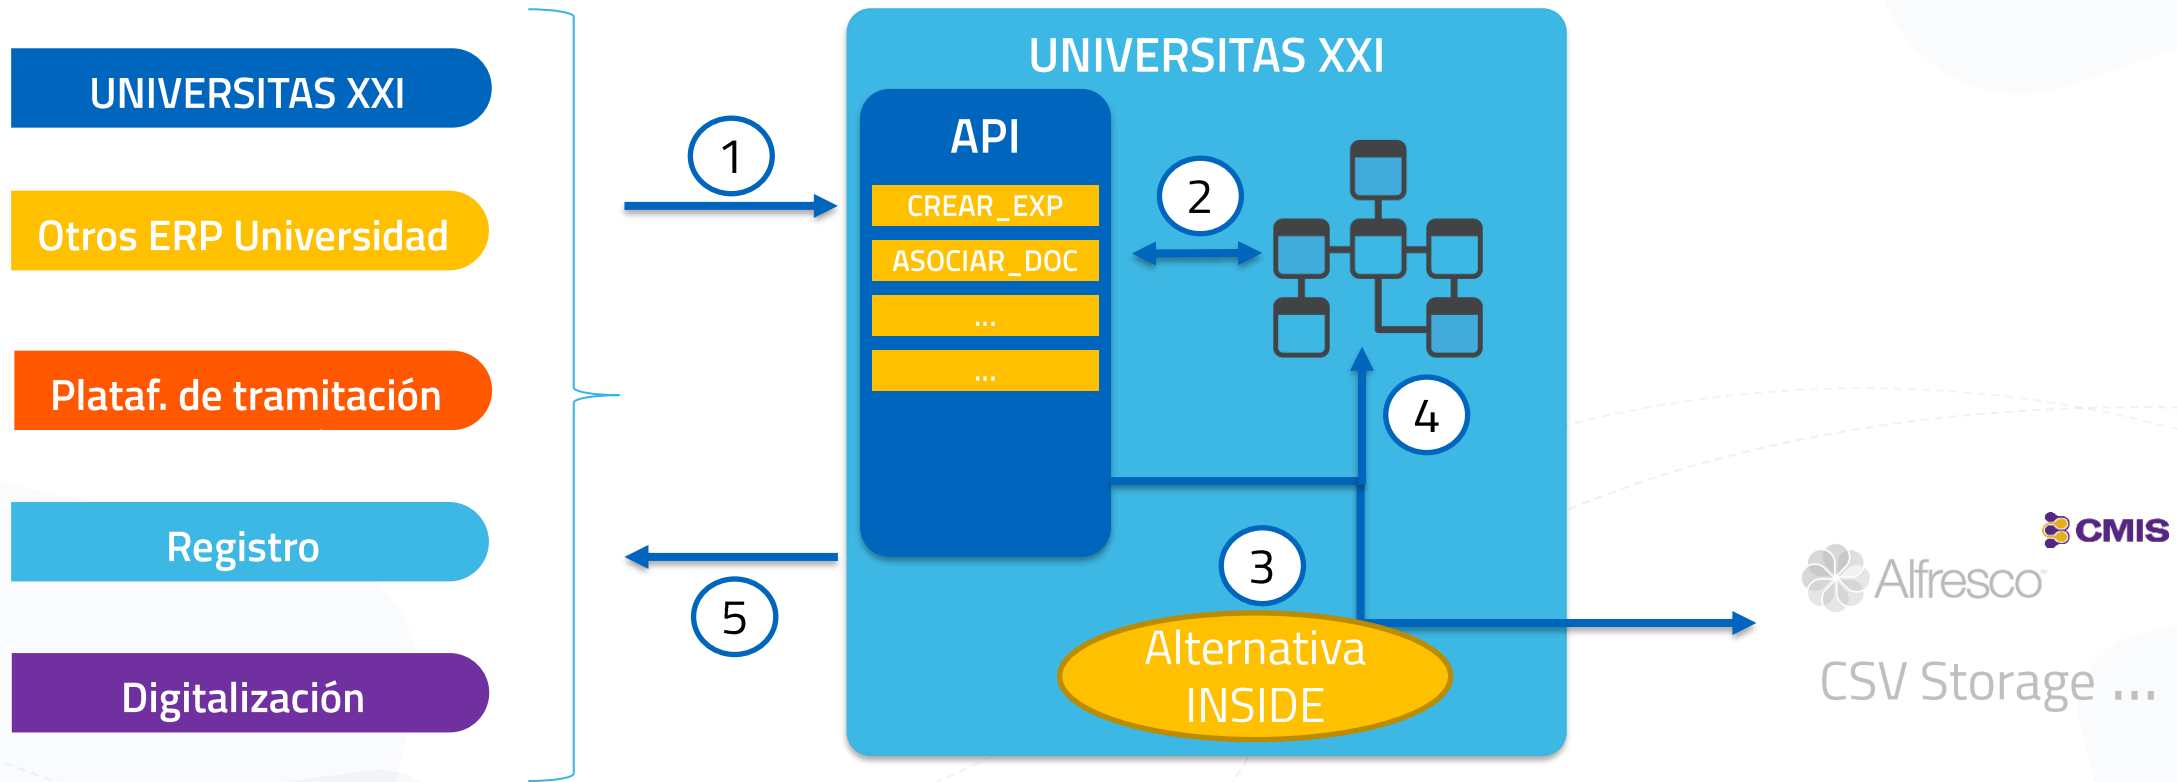 UNIVERSITAS XXI
Otros ERP Universidad
Plataf. de tramitación
Registro
Digitalización
1
5
UNIVERSITAS XXI
API
CREAR_EXP
ASOCIAR_DOC
...
...
2
4
3
Alternativa
INSIDE
CMIS
Alfresco
CSV Storage ...